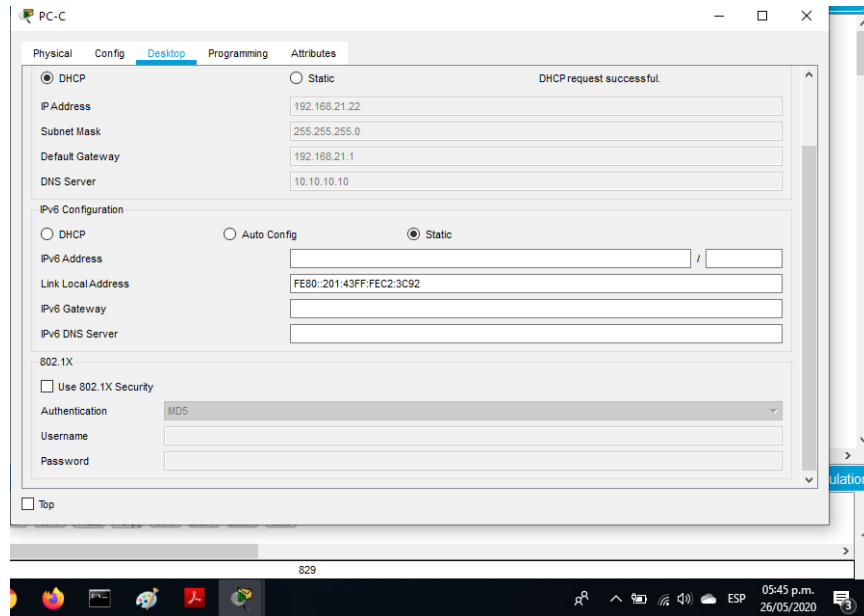 PC-C
Physical Config Desktop Programming Attributes
DHCP Static DHCP request successful.
IP Address 192.168.21.22
Subnet Mask 255.255.255.0
Default Gateway 192.168.21.1
DNS Server 10.10.10.10
IPv6 Configuration
DHCP Auto Config Static
IPv6 Address /
Link Local Address FE80::201:43FF:FEC2:3C92
IPv6 Gateway
IPv6 DNS Server
802.1X
Use 802.1X Security
Authentication MD5
Username
Password
ulation
Top
829
ESP 05:45 p.m.
26/05/2020 3